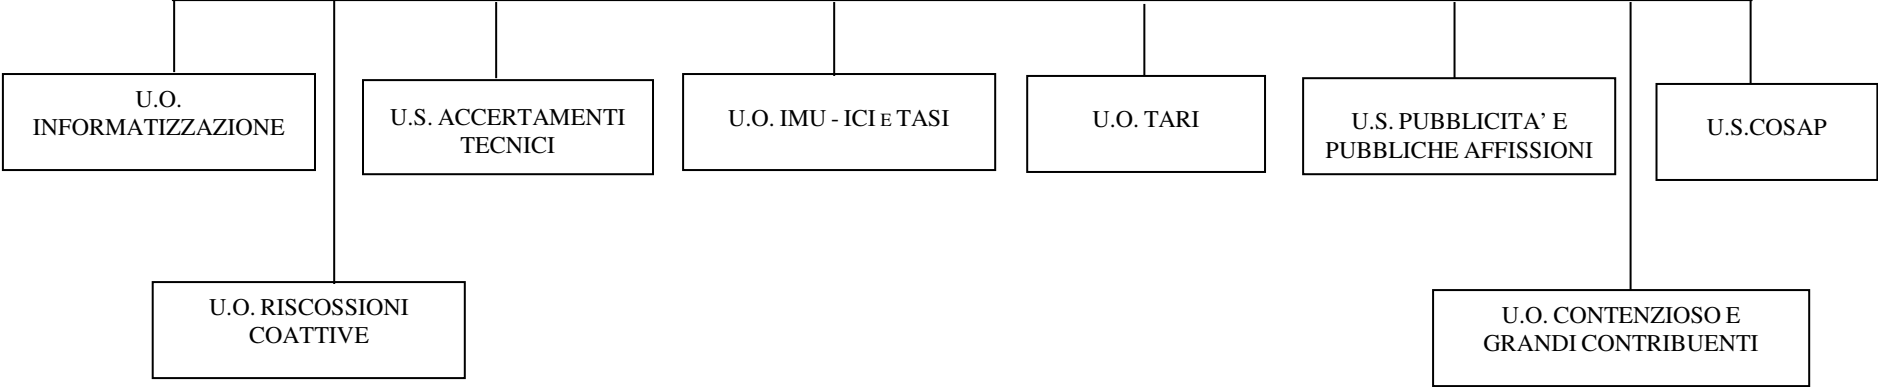 U.O.
INFORMATIZZAZIONE
U.S. ACCERTAMENTI
TECNICI
U.O. IMU - ICI E TASI
U.O. TARI
U.S. PUBBLICITA’ E
PUBBLICHE AFFISSIONI
U.S.COSAP
U.O. RISCOSSIONI
COATTIVE
U.O. CONTENZIOSO E
GRANDI CONTRIBUENTI